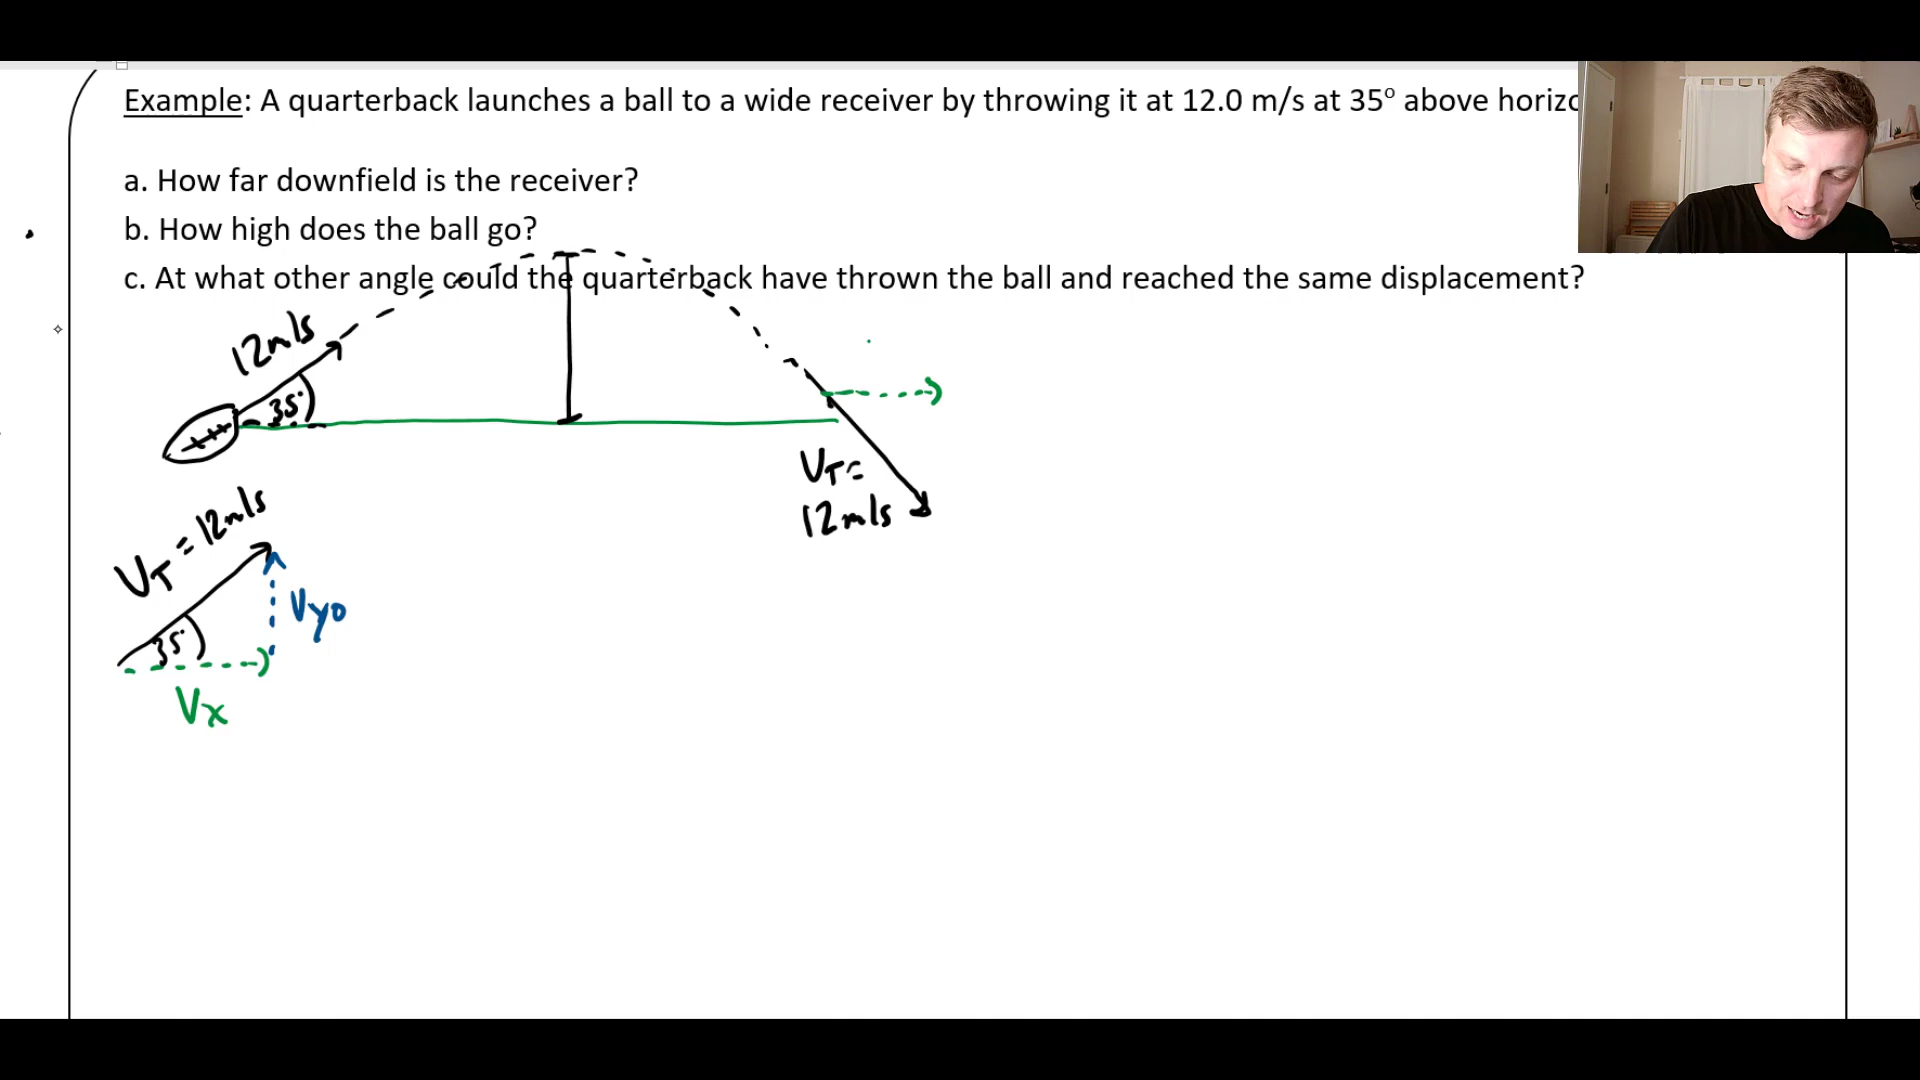 Example: A quarterback launches a ball to a wide receiver by throwing it at 12.0 m/s at 35° above
a. How far downfield is the receiver?
b. How high does the ball go?
c. At what other angle could the quarterback have thrown the ball and reached the same displacement?
12m/s
35°
VT =
12m/s
VT = 12m/s
35°
Vyo
Vx